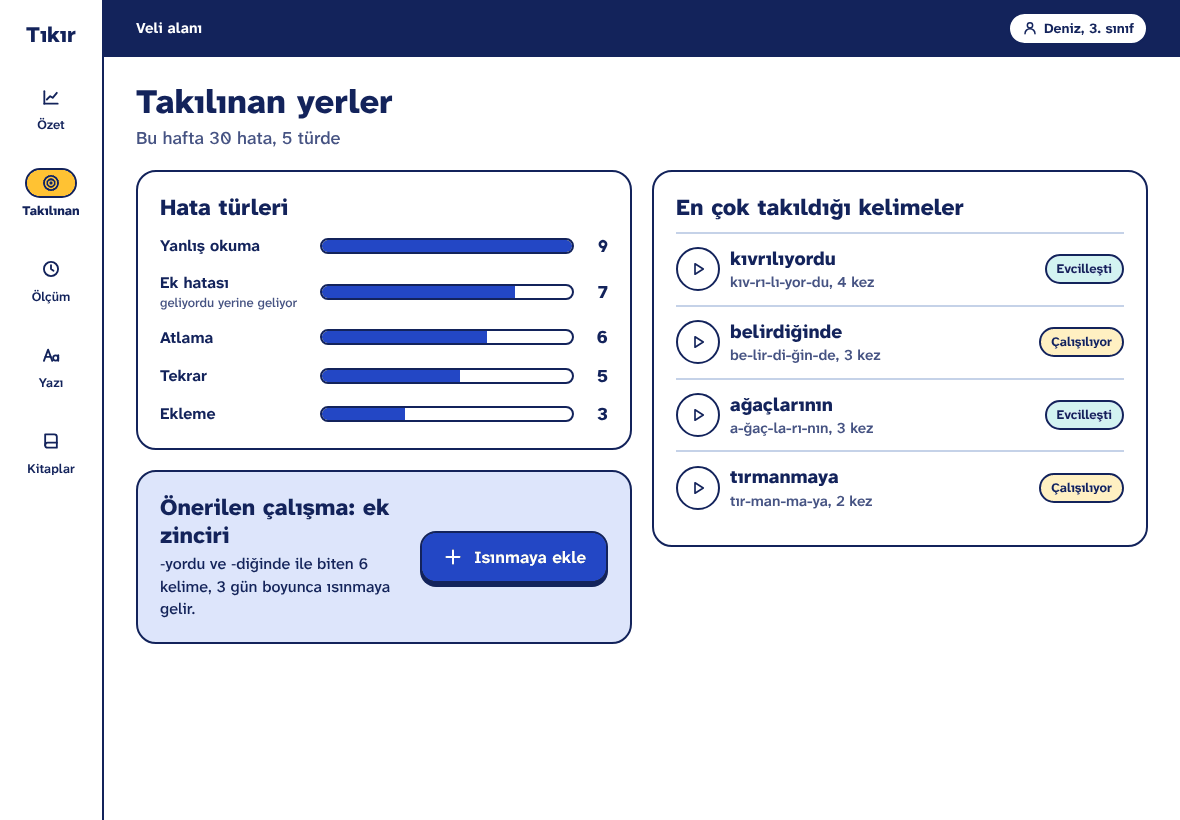 Tıkır
Özet
Takılınan
Ölçüm
Yazı
Kitaplar
Veli alanı
Deniz, 3. sınıf
Takılınan yerler
Bu hafta 30 hata, 5 türde
Hata türleri
Yanlış okuma 9
Ek hatası
geliyordu yerine geliyor
7
Atlama 6
Tekrar 5
Ekleme 3
Önerilen çalışma: ek
zinciri
-yordu ve -diğinde ile biten 6
kelime, 3 gün boyunca ısınmaya
gelir.
Isınmaya ekle
En çok takıldığı kelimeler
kıvrılıyordu
kıv-rı-lı-yor-du, 4 kez
Evcilleşti
belirdiğinde
be-lir-di-ğin-de, 3 kez
Çalışılıyor
ağaçlarının
a-ğaç-la-rı-nın, 3 kez
Evcilleşti
tırmanmaya
tır-man-ma-ya, 2 kez
Çalışılıyor